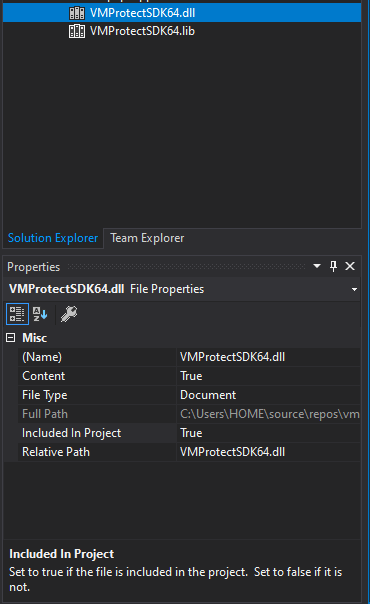 VMProtectSDK64.dll
VMProtectSDK64.lib
Solution Explorer Team Explorer
Properties
VMProtectSDK64.dll File Properties
Misc
(Name) VMProtectSDK64.dll
Content True
File Type Document
Full Path C:\Users\HOME\source\repos\vm
Included In Project True
Relative Path VMProtectSDK64.dll
Included In Project
Set to true if the file is included in the project. Set to false if it is
not.